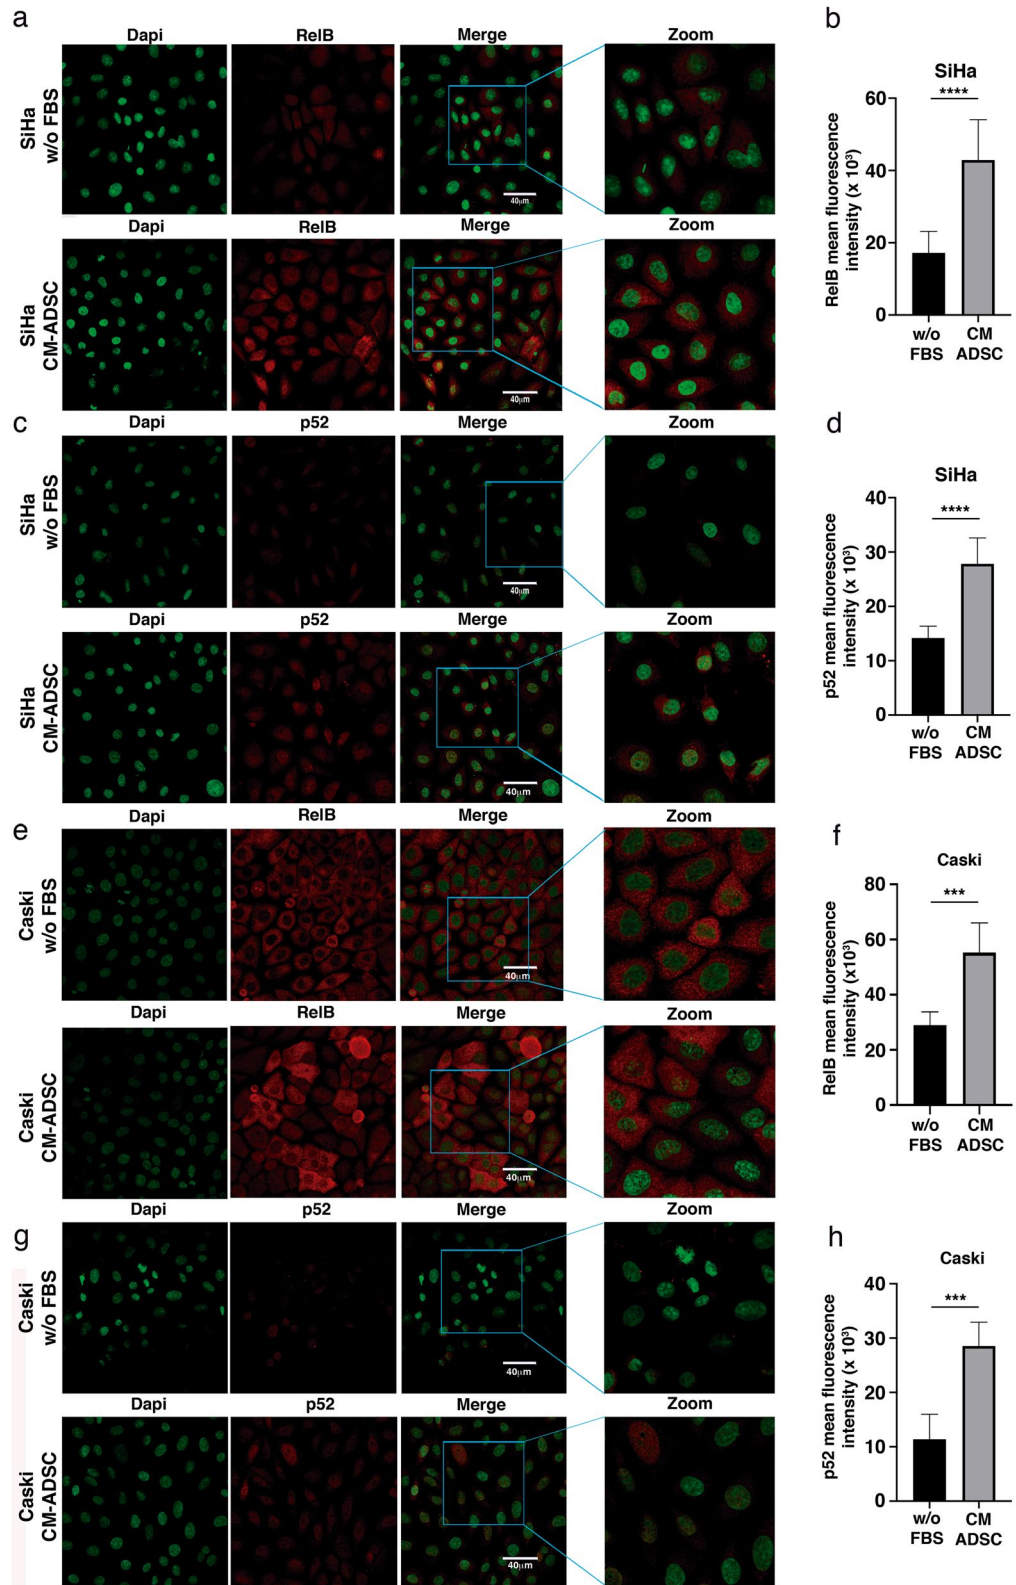 a
Dapi RelB Merge Zoom
SiHa
w/o FBS
40μm
Dapi RelB Merge Zoom
SiHa
CM-ADSC
40μm
b
SiHa
****
RelB mean fluorescence
intensity (x 10³)
60
40
20
0
w/o
FBS
CM
ADSC
c
Dapi p52 Merge Zoom
SiHa
w/o FBS
40μm
Dapi p52 Merge Zoom
SiHa
CM-ADSC
40μm
d
SiHa
****
p52 mean fluorescence
intensity (x 10³)
40
30
20
10
0
w/o
FBS
CM
ADSC
e
Dapi RelB Merge Zoom
Caski
w/o FBS
40μm
Dapi RelB Merge Zoom
Caski
CM-ADSC
40μm
f
Caski
***
RelB mean fluorescence
intensity (x10³)
80
60
40
20
0
w/o
FBS
CM
ADSC
g
Dapi p52 Merge Zoom
Caski
w/o FBS
40μm
Dapi p52 Merge Zoom
Caski
CM-ADSC
40μm
h
Caski
***
p52 mean fluorescence
intensity (x 10³)
40
30
20
10
0
w/o
FBS
CM
ADSC